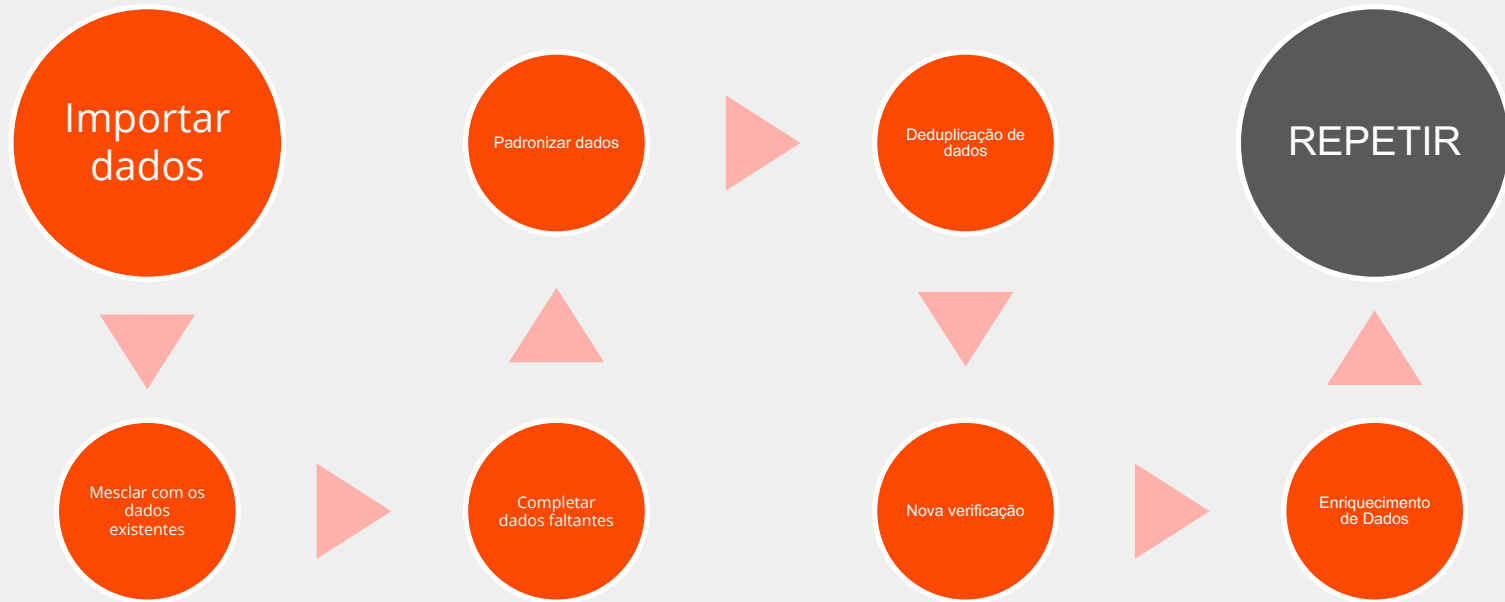 Importar
dados
Mesclar com os
dados
existentes
Completar
dados faltantes
Padronizar dados
Deduplicação de
dados
Nova verificação
Enriquecimento
de Dados
REPETIR